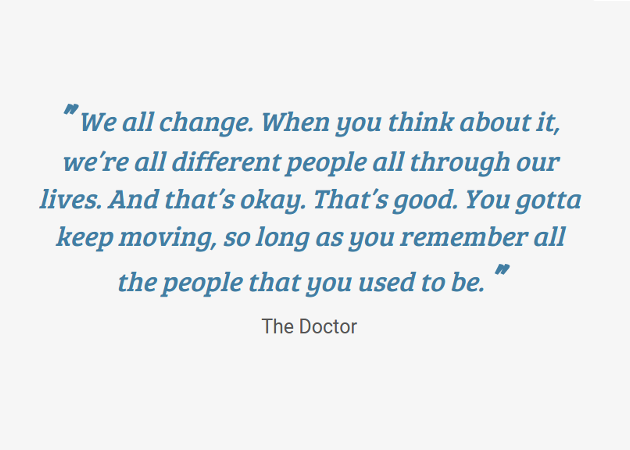 "We all change. When you think about it,
we’re all different people all through our
lives. And that’s okay. That’s good. You gotta
keep moving, so long as you remember all
the people that you used to be."
The Doctor